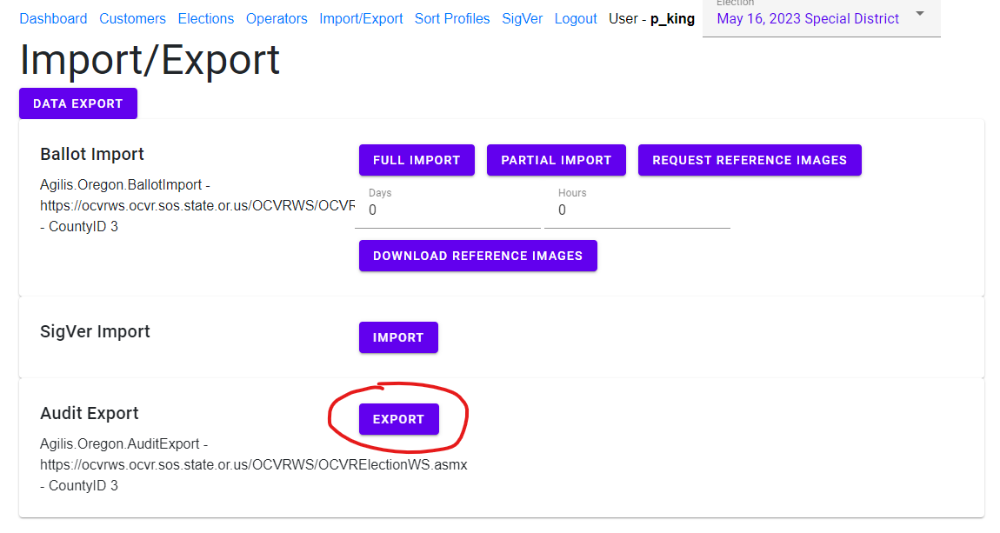 Dashboard Customers Elections Operators Import/Export Sort Profiles SigVer Logout User - p_king
Election
May 16, 2023 Special District
Import/Export
DATA EXPORT
Ballot Import
Agilis.Oregon.BallotImport -
https://ocvrws.ocvr.sos.state.or.us/OCVRWS/OCVR
- CountyID 3
FULL IMPORT PARTIAL IMPORT REQUEST REFERENCE IMAGES
Days Hours
0 0
DOWNLOAD REFERENCE IMAGES
SigVer Import
IMPORT
Audit Export
EXPORT
Agilis.Oregon.AuditExport -
https://ocvrws.ocvr.sos.state.or.us/OCVRWS/OCVRElectionWS.asmx
- CountyID 3